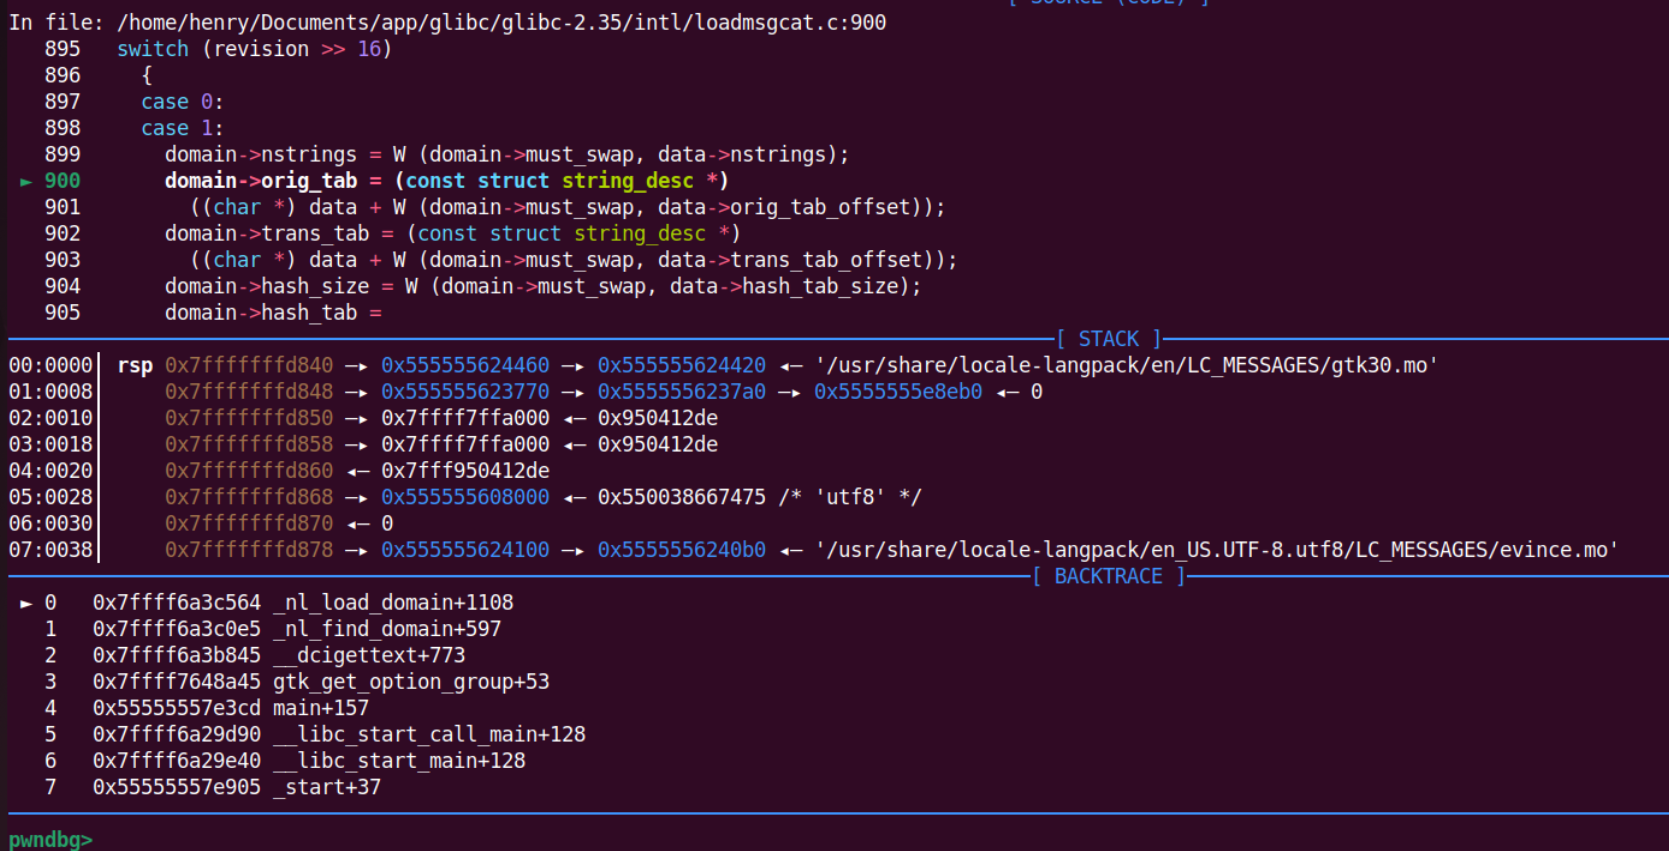 [ SOURCE (CODE) ]
In file: /home/henry/Documents/app/glibc/glibc-2.35/intl/loadmsgcat.c:900
895   switch (revision >> 16)
896     {
897     case 0:
898     case 1:
899       domain->nstrings = W (domain->must_swap, data->nstrings);
► 900       domain->orig_tab = (const struct string_desc *)
901         ((char *) data + W (domain->must_swap, data->orig_tab_offset));
902       domain->trans_tab = (const struct string_desc *)
903         ((char *) data + W (domain->must_swap, data->trans_tab_offset));
904       domain->hash_size = W (domain->must_swap, data->hash_tab_size);
905       domain->hash_tab =
[ STACK ]
00:0000│ rsp 0x7fffffffd840 —▸ 0x555555624460 —▸ 0x555555624420 ◂— '/usr/share/locale-langpack/en/LC_MESSAGES/gtk30.mo'
01:0008│     0x7fffffffd848 —▸ 0x555555623770 —▸ 0x5555556237a0 —▸ 0x5555555e8eb0 ◂— 0
02:0010│     0x7fffffffd850 —▸ 0x7ffff7ffa000 ◂— 0x950412de
03:0018│     0x7fffffffd858 —▸ 0x7ffff7ffa000 ◂— 0x950412de
04:0020│     0x7fffffffd860 ◂— 0x7fff950412de
05:0028│     0x7fffffffd868 —▸ 0x555555608000 ◂— 0x550038667475 /* 'utf8' */
06:0030│     0x7fffffffd870 ◂— 0
07:0038│     0x7fffffffd878 —▸ 0x555555624100 —▸ 0x5555556240b0 ◂— '/usr/share/locale-langpack/en_US.UTF-8.utf8/LC_MESSAGES/evince.mo'
[ BACKTRACE ]
► 0   0x7ffff6a3c564 _nl_load_domain+1108
1   0x7ffff6a3c0e5 _nl_find_domain+597
2   0x7ffff6a3b845 __dcigettext+773
3   0x7ffff7648a45 gtk_get_option_group+53
4   0x55555557e3cd main+157
5   0x7ffff6a29d90 __libc_start_call_main+128
6   0x7ffff6a29e40 __libc_start_main+128
7   0x55555557e905 _start+37
pwndbg>